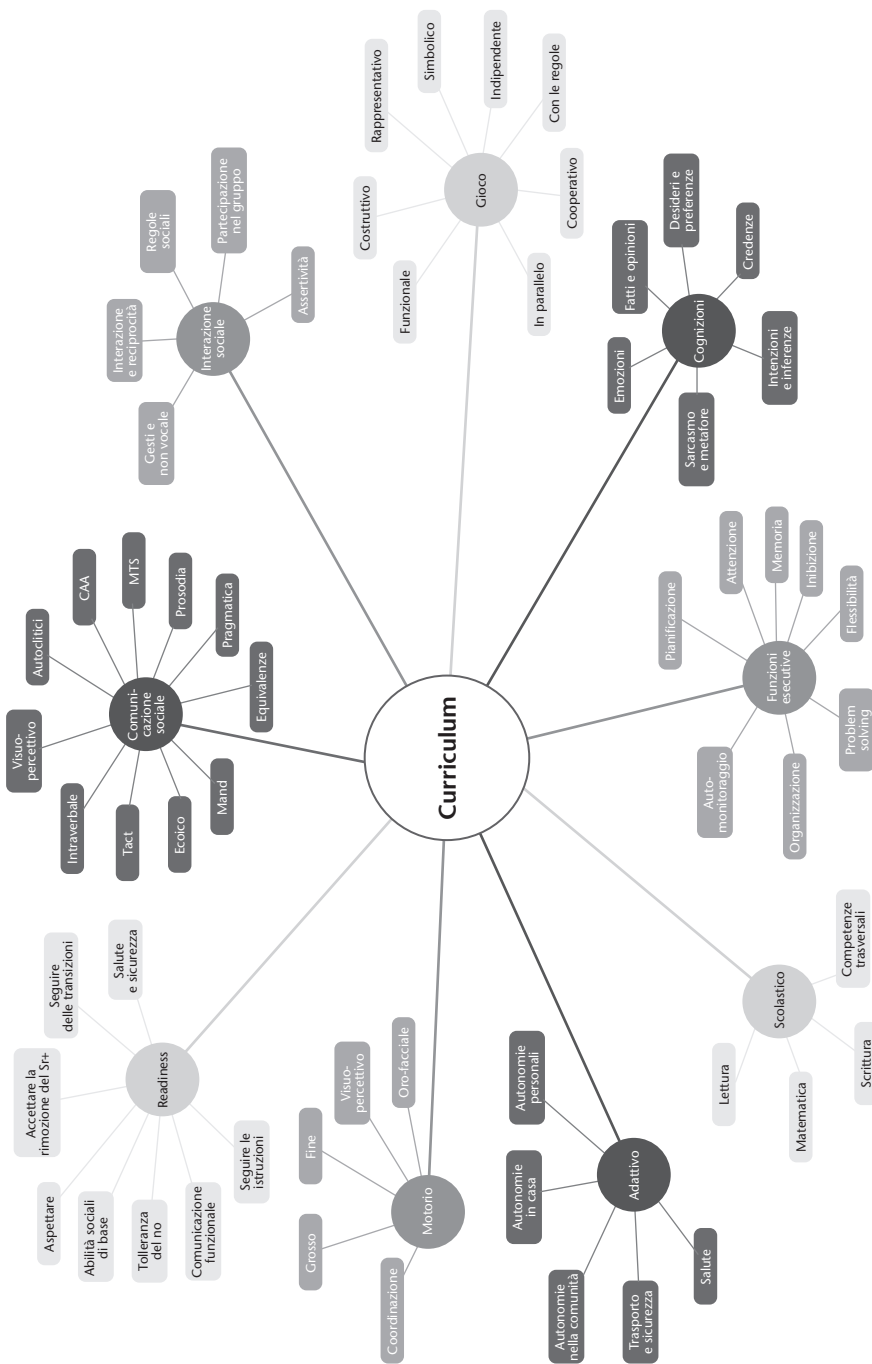 Curriculum
Readiness
Aspettare
Accettare la
rimozione del Sr+
Seguire
delle transizioni
Salute
e sicurezza
Abilità sociali
di base
Tolleranza
del no
Comunicazione
funzionale
Seguire le
istruzioni
Comuni-
cazione
sociale
Mand
Ecoico
Tact
Intraverbale
Visuo-
percettivo
Autoclitici
CAA
MTS
Prosodia
Pragmatica
Equivalenze
Interazione
sociale
Gesti e
non vocale
Interazione
e reciprocità
Regole
sociali
Partecipazione
nel gruppo
Assertività
Gioco
Funzionale
Costruttivo
Rappresentativo
Simbolico
Indipendente
Con le regole
Cooperativo
In parallelo
Cognizioni
Emozioni
Fatti e opinioni
Desideri e
preferenze
Credenze
Intenzioni
e inferenze
Sarcasmo
e metafore
Funzioni
esecutive
Pianificazione
Attenzione
Memoria
Inibizione
Flessibilità
Problem
solving
Organizzazione
Auto-
monitoraggio
Scolastico
Lettura
Matematica
Scrittura
Competenze
trasversali
Adattivo
Autonomie
personali
Autonomie
in casa
Autonomie
nella comunità
Trasporto
e sicurezza
Salute
Motorio
Coordinazione
Grosso
Fine
Visuo-
percettivo
Oro-facciale